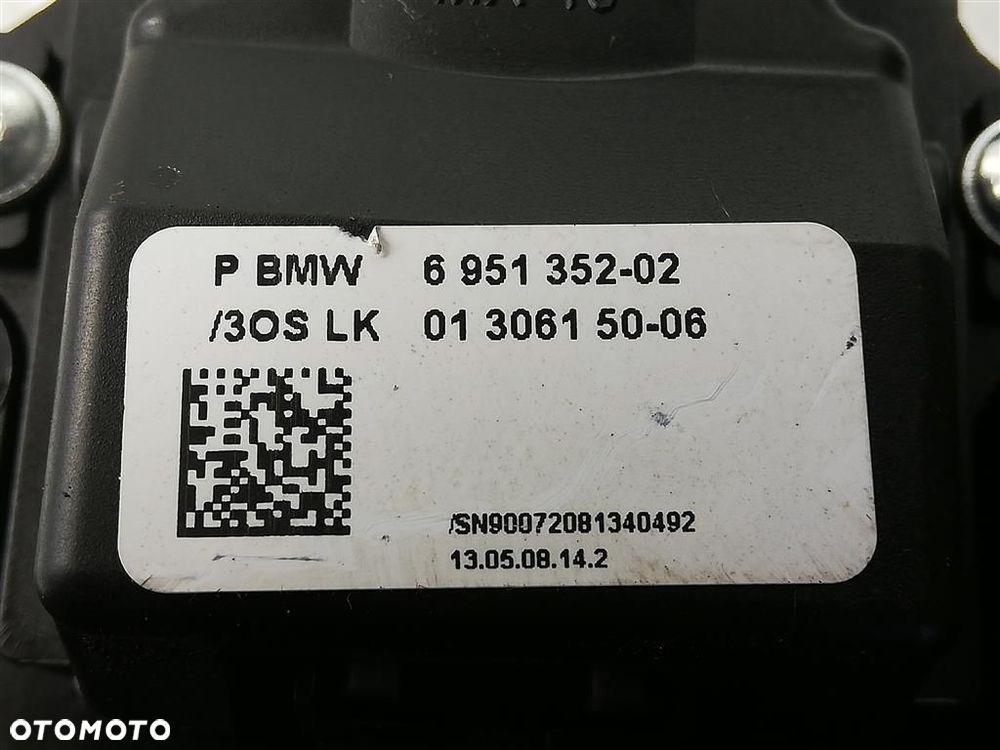 P BMW 6 951 352-02
/3OS LK 01 3061 50-06
/SN90072081340492
13.05.08.14.2
OTOMOTO